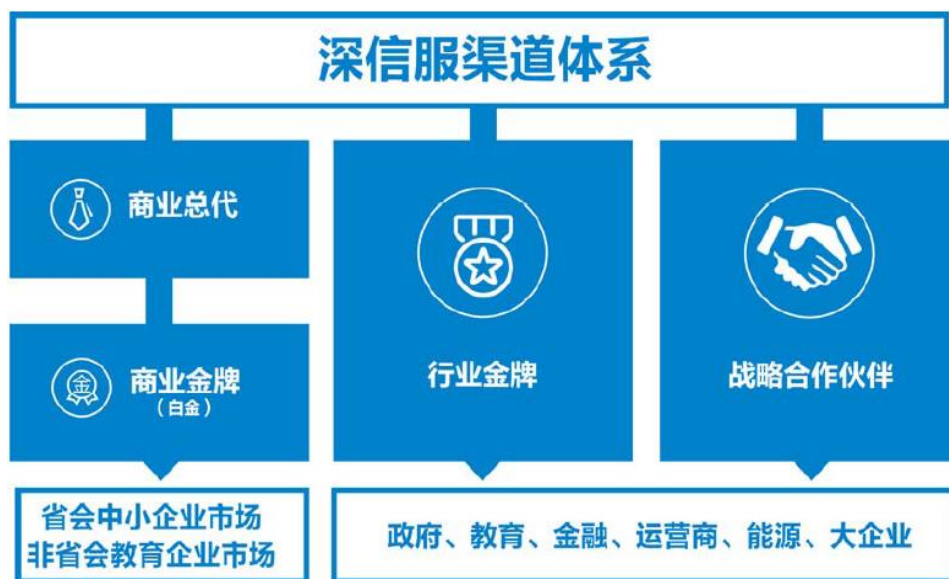 深信服渠道体系
商业总代
金
商业金牌
（白金）
行业金牌
战略合作伙伴
省会中小企业市场
非省会教育企业市场
政府、教育、金融、运营商、能源、大企业